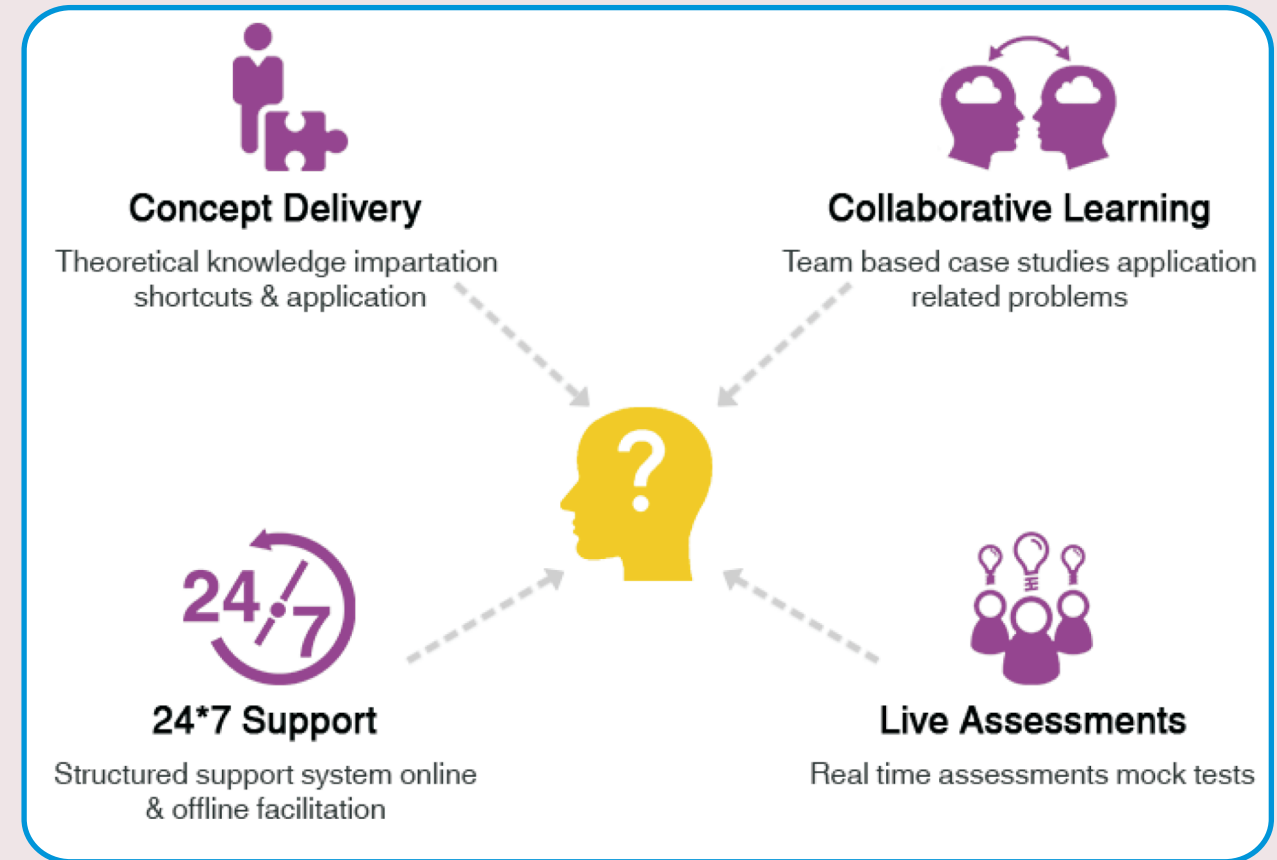 Concept Delivery
Theoretical knowledge impartation
shortcuts & application
Collaborative Learning
Team based case studies application
related problems
?
24/7
24*7 Support
Structured support system online
& offline facilitation
Live Assessments
Real time assessments mock tests